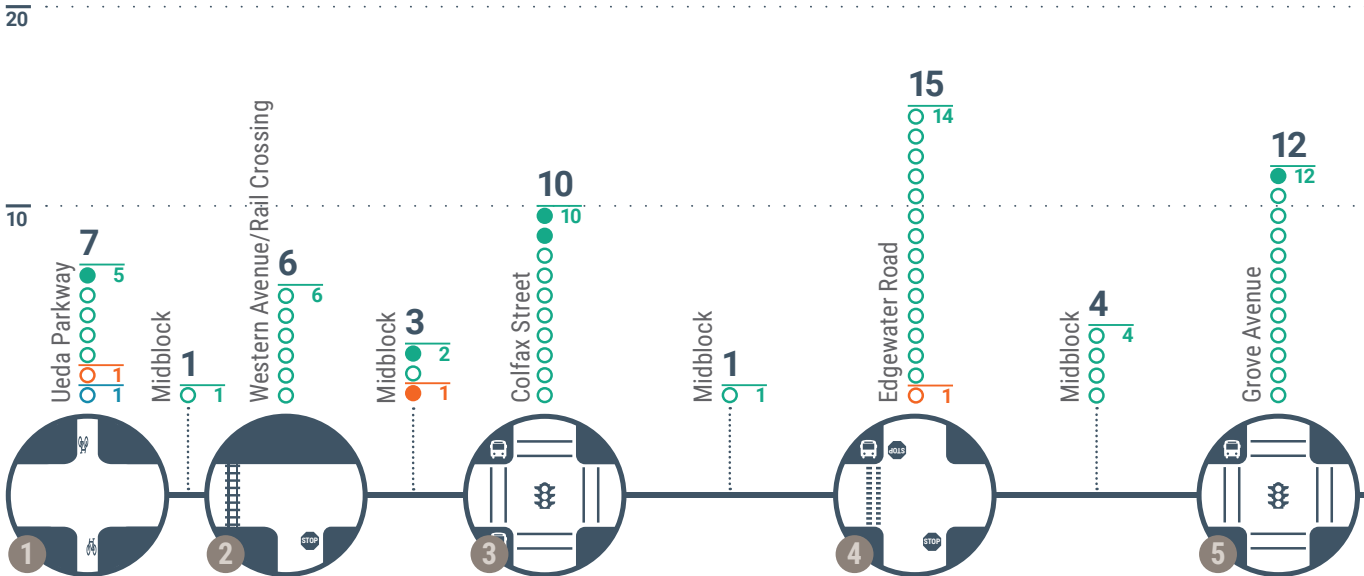 20
10
Ueda Parkway
7
5
1
1
Midblock
1
1
Western Avenue/Rail Crossing
6
6
Midblock
3
2
1
Colfax Street
10
10
Midblock
1
1
Edgewater Road
15
14
1
Midblock
4
4
Grove Avenue
12
12
STOP
STOP
STOP
1
2
3
4
5